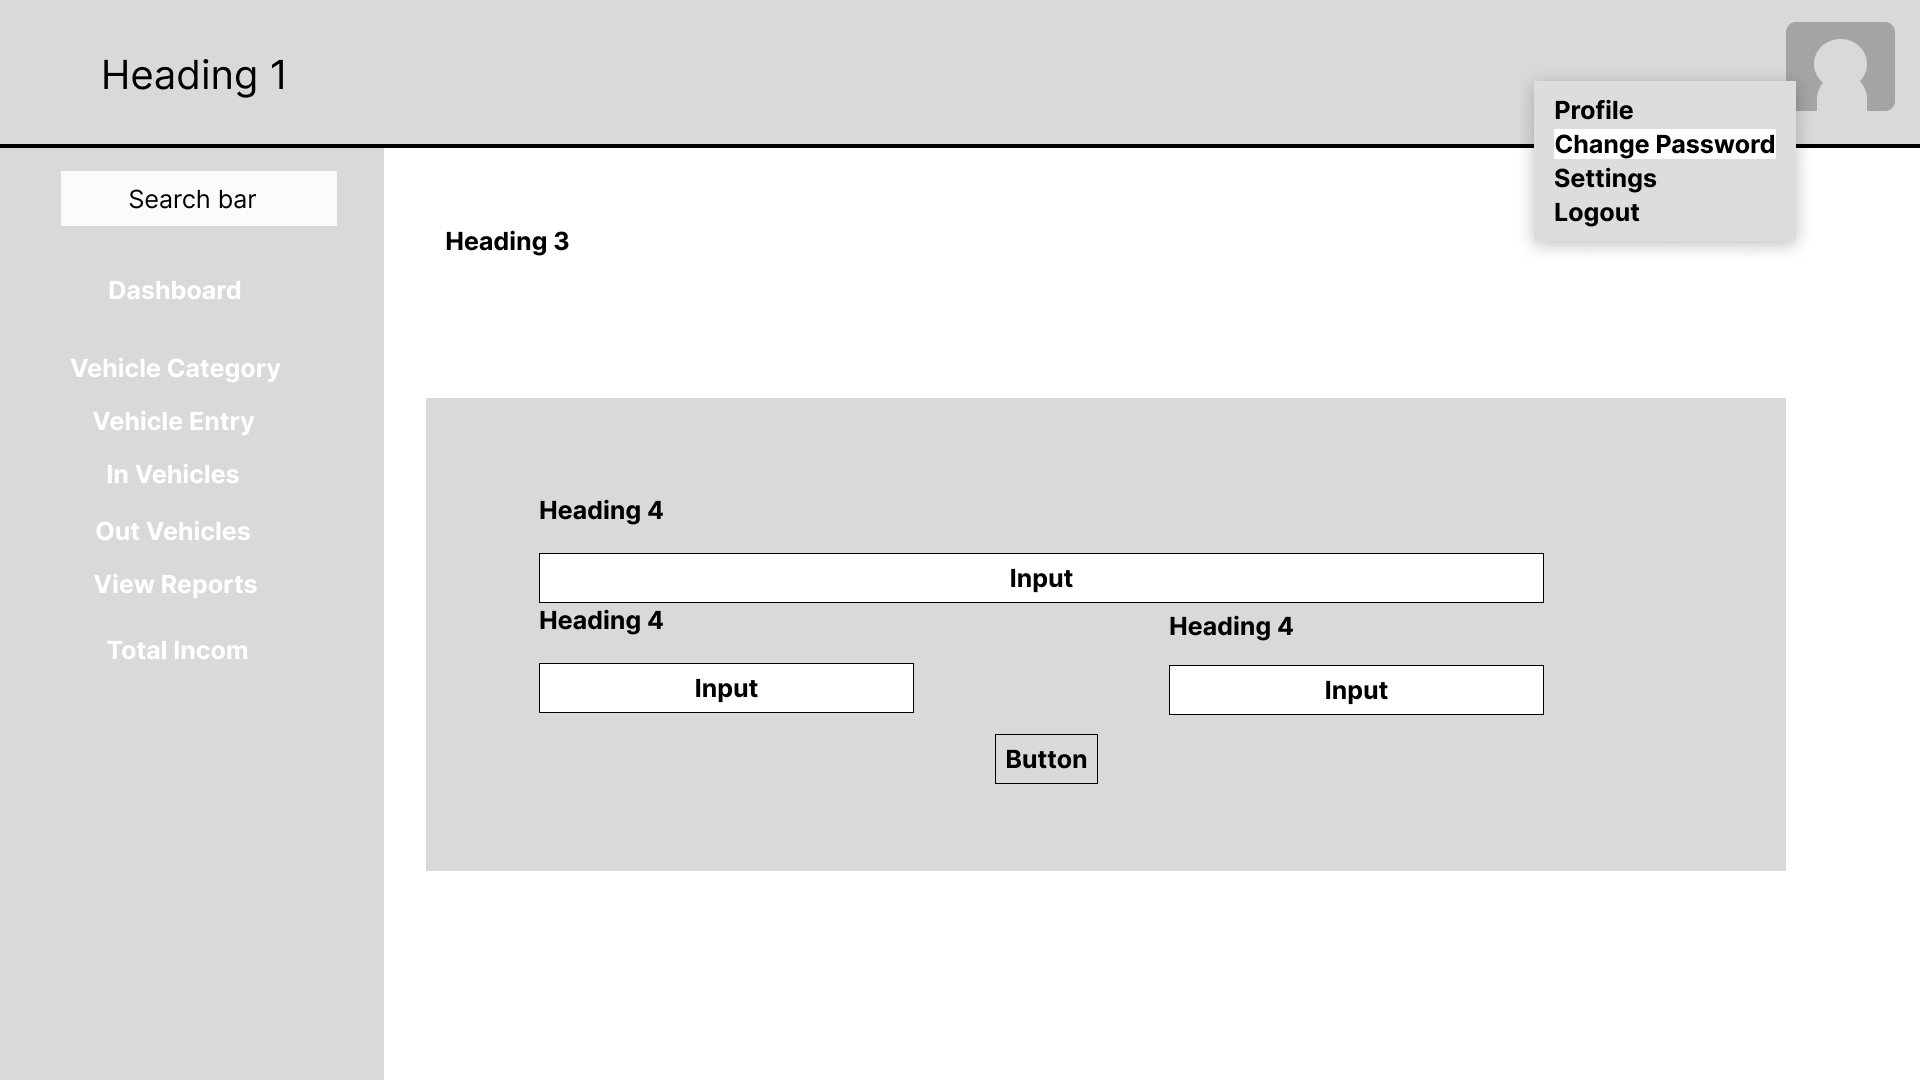 Heading 1
Profile
Change Password
Settings
Logout
Search bar
Dashboard
Vehicle Category
Vehicle Entry
In Vehicles
Out Vehicles
View Reports
Total Incom
Heading 3
Heading 4
Input
Heading 4
Heading 4
Input
Input
Button